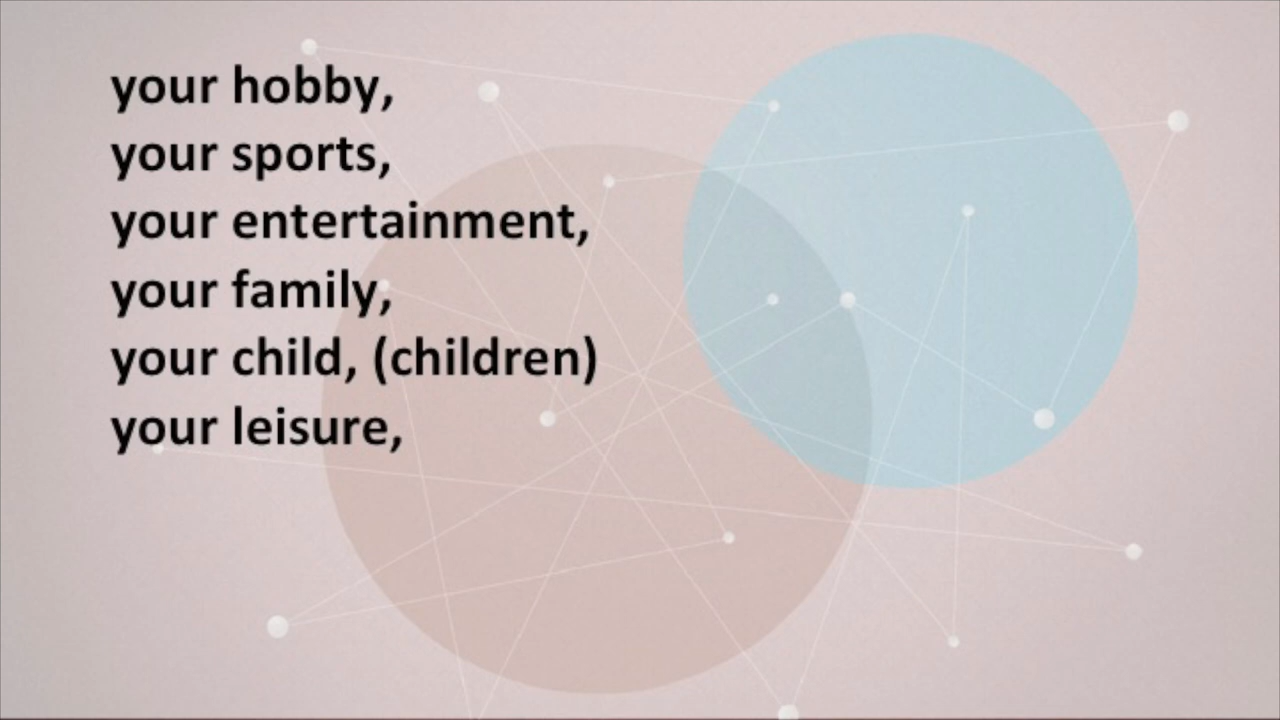 your hobby,
your sports,
your entertainment,
your family,
your child, (children)
your leisure,